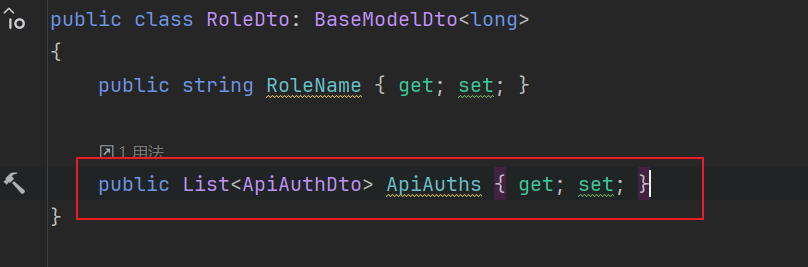 public class RoleDto: BaseModelDto<long>
{
    public string RoleName { get; set; }
    1 用法
    public List<ApiAuthDto> ApiAuths { get; set; }
}